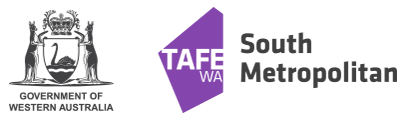 GOVERNMENT OF
WESTERN AUSTRALIA
TAFE
WA
South
Metropolitan